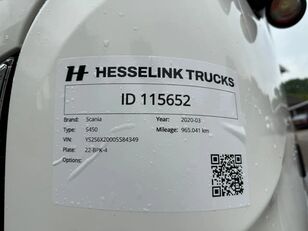 HESSELINK TRUCKS
ID 115652
Brand: Scania Year: 2020-03
Type: S450 Mileage: 965.041 km
VIN: YS2S6X20005584349
Plate: 22-BPK-4
Options: